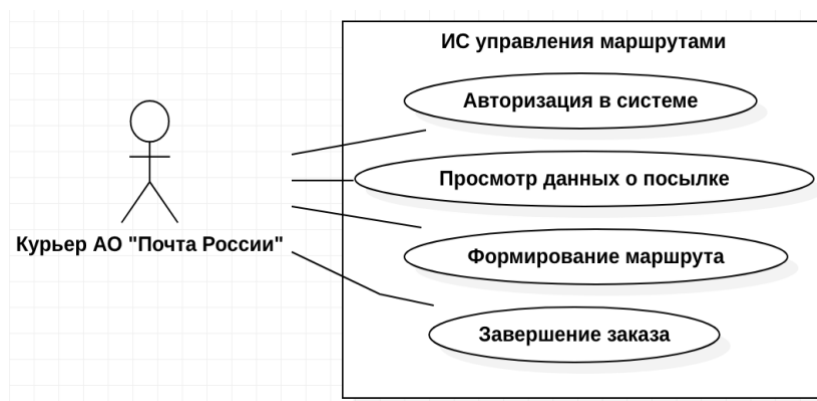 ИС управления маршрутами
Авторизация в системе
Просмотр данных о посылке
Курьер АО "Почта России"
Формирование маршрута
Завершение заказа